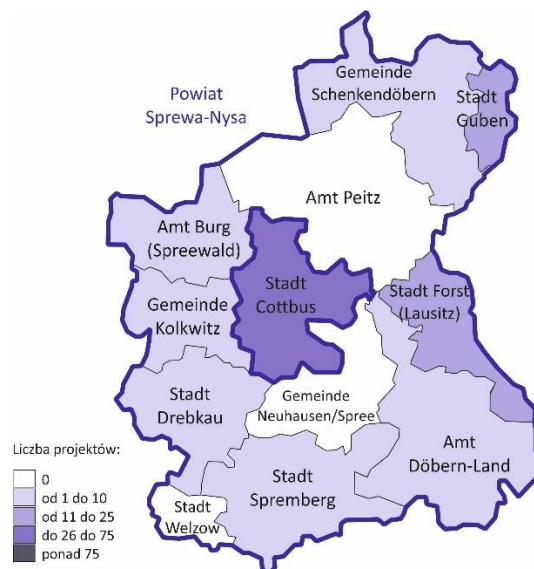 Gemeinde
Schenkendöbern
Stadt
Guben
Powiat
Sprewa-Nysa
Amt Peitz
Amt Burg
(Spreewald)
Stadt
Cottbus
Stadt Forst
(Lausitz)
Gemeinde
Kolkwitz
Stadt
Drebkau
Gemeinde
Neuhausen/Spree
Amt
Döbern-Land
Stadt
Spremberg
Stadt
Welzow
Liczba projektów:
0
od 1 do 10
od 11 do 25
do 26 do 75
ponad 75